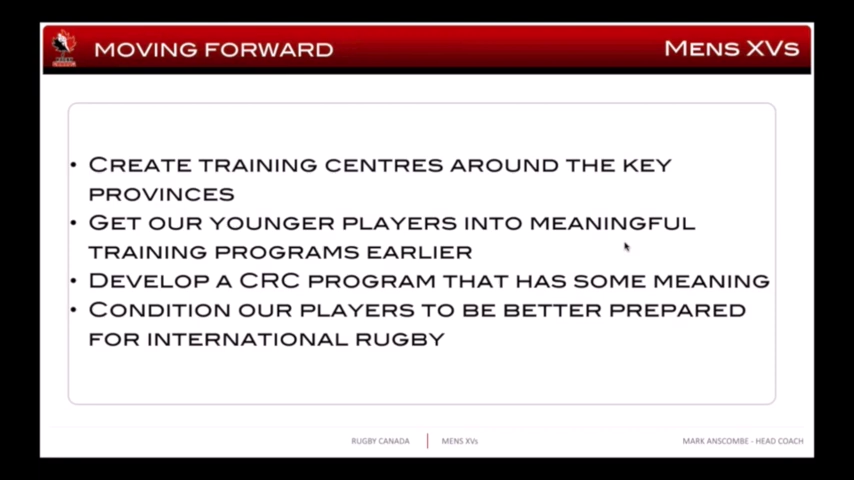 MOVING FORWARD
MENS XVs
• CREATE TRAINING CENTRES AROUND THE KEY
PROVINCES
• GET OUR YOUNGER PLAYERS INTO MEANINGFUL
TRAINING PROGRAMS EARLIER
• DEVELOP A CRC PROGRAM THAT HAS SOME MEANING
• CONDITION OUR PLAYERS TO BE BETTER PREPARED
FOR INTERNATIONAL RUGBY
RUGBY CANADA
MENS XVs
MARK ANSCOMBE - HEAD COACH